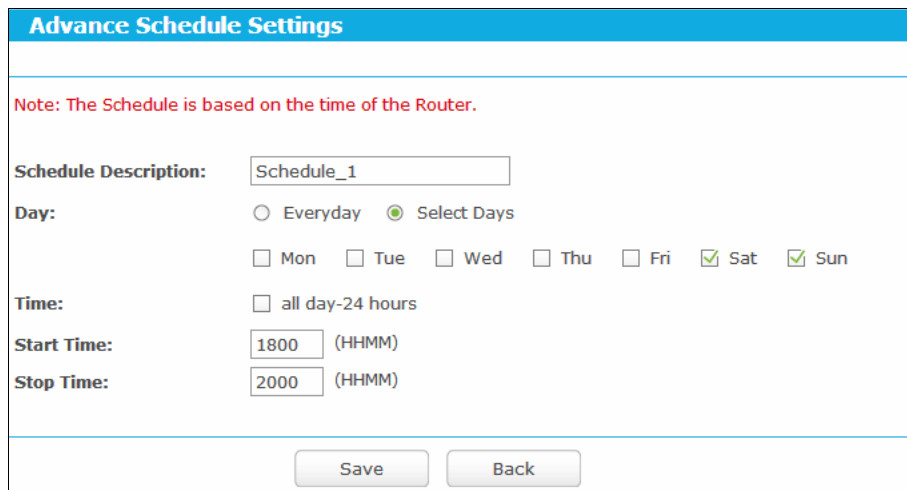 Advance Schedule Settings
Note: The Schedule is based on the time of the Router.
Schedule Description: Schedule_1
Day: Everyday Select Days
Mon Tue Wed Thu Fri Sat Sun
Time: all day-24 hours
Start Time: 1800 (HHMM)
Stop Time: 2000 (HHMM)
Save Back